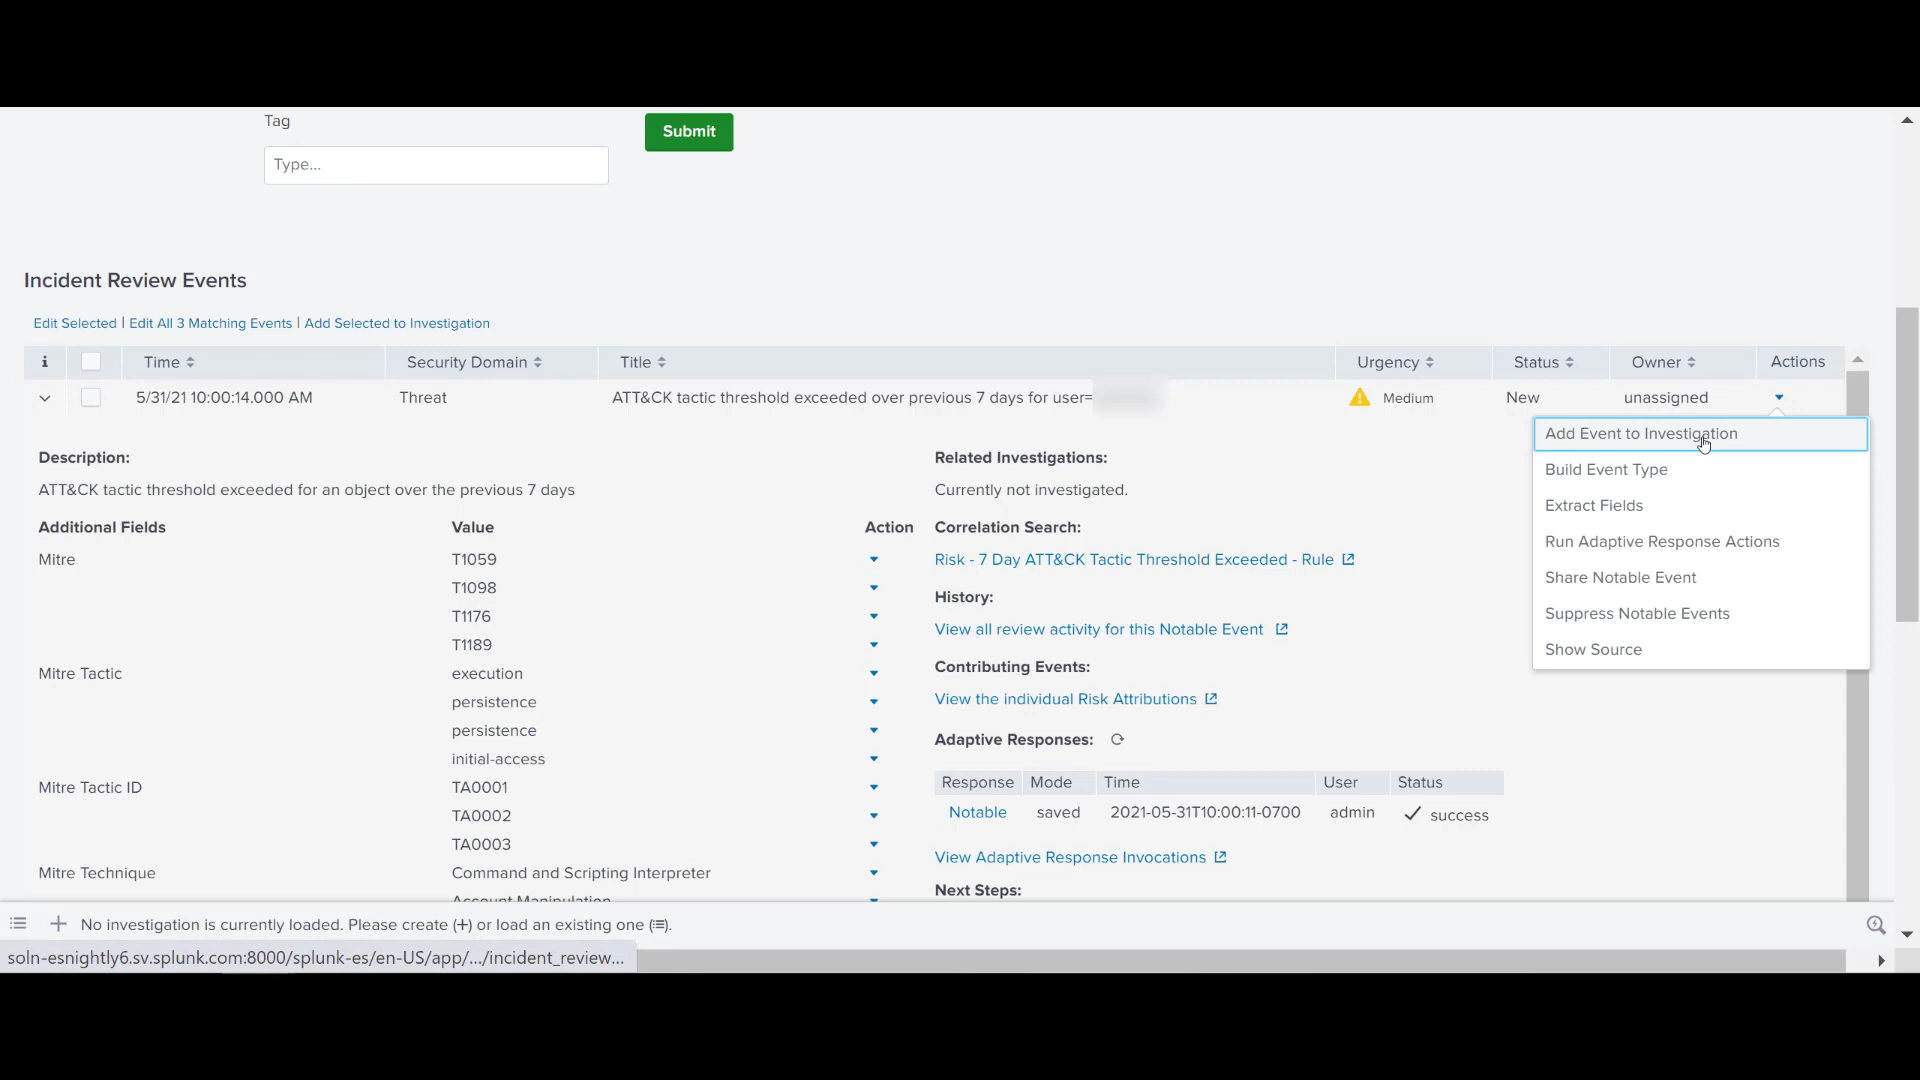 Tag
Submit
Type...
Incident Review Events
Edit Selected | Edit All 3 Matching Events | Add Selected to Investigation
i Time Security Domain Title Urgency Status Owner Actions
5/31/21 10:00:14.000 AM Threat ATT&CK tactic threshold exceeded over previous 7 days for user= Medium New unassigned
Add Event to Investigation
Build Event Type
Extract Fields
Run Adaptive Response Actions
Share Notable Event
Suppress Notable Events
Show Source
Description:
ATT&CK tactic threshold exceeded for an object over the previous 7 days
Additional Fields Value Action
Mitre T1059
T1098
T1176
T1189
Mitre Tactic execution
persistence
persistence
initial-access
Mitre Tactic ID TA0001
TA0002
TA0003
Mitre Technique Command and Scripting Interpreter
Account Manipulation
Related Investigations:
Currently not investigated.
Correlation Search:
Risk - 7 Day ATT&CK Tactic Threshold Exceeded - Rule
History:
View all review activity for this Notable Event
Contributing Events:
View the individual Risk Attributions
Adaptive Responses:
Response Mode Time User Status
Notable saved 2021-05-31T10:00:11-0700 admin success
View Adaptive Response Invocations
Next Steps:
No investigation is currently loaded. Please create (+) or load an existing one (≔).
soln-esnightly6.sv.splunk.com:8000/splunk-es/en-US/app/.../incident_review...